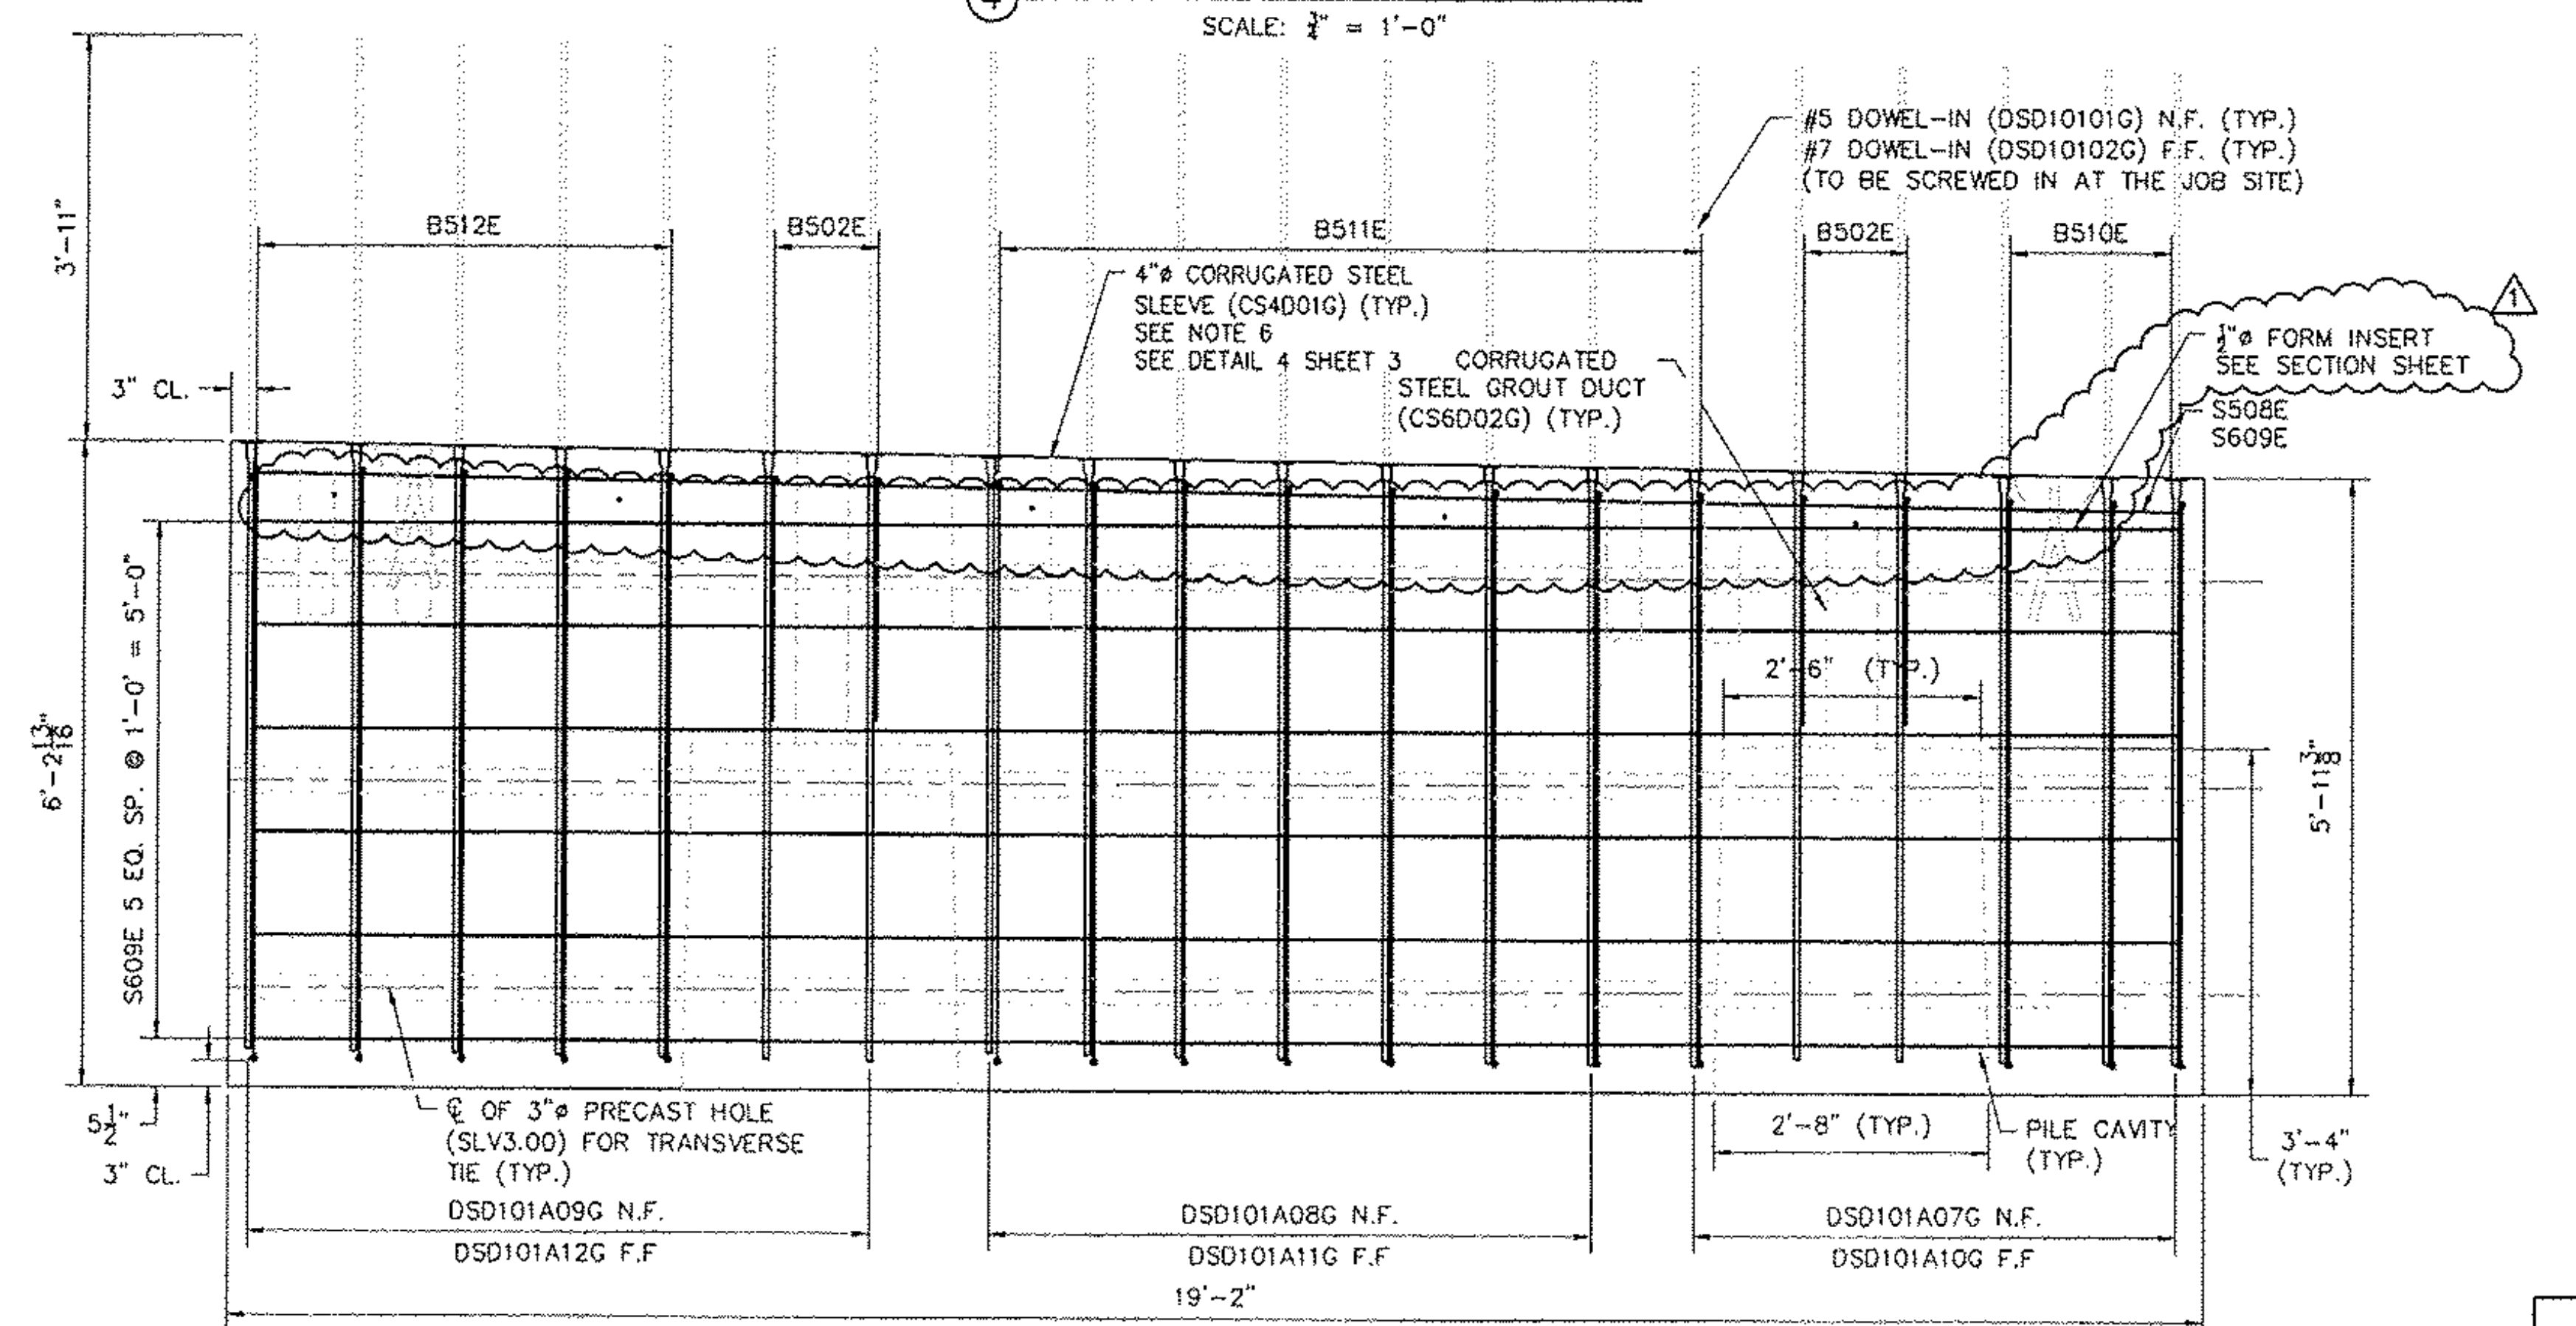 4
SCALE: 3/4" = 1'-0"
#5 DOWEL-IN (DSD10101G) N.F. (TYP.)
#7 DOWEL-IN (DSD10102G) F.F. (TYP.)
(TO BE SCREWED IN AT THE JOB SITE)
3'-11"
B512E
B502E
B511E
B502E
B510E
4"ø CORRUGATED STEEL
SLEEVE (CS4D01G) (TYP.)
SEE NOTE 6
SEE DETAIL 4 SHEET 3
CORRUGATED
STEEL GROUT DUCT
(CS6D02G) (TYP.)
1
1/2"ø FORM INSERT
SEE SECTION SHEET
S508E
S609E
3" CL.
6'-2 13/16"
S609E 5 EQ. SP. @ 1'-0' = 5'-0"
2'-6" (TYP.)
5'-11 3/8"
5 1/2"
3" CL.
℄ OF 3"ø PRECAST HOLE
(SLV3.00) FOR TRANSVERSE
TIE (TYP.)
2'-8" (TYP.)
PILE CAVITY
(TYP.)
3'-4"
(TYP.)
DSD101A09G N.F.
DSD101A12G F.F
DSD101A08G N.F.
DSD101A11G F.F
DSD101A07G N.F.
DSD101A10G F.F
19'-2"